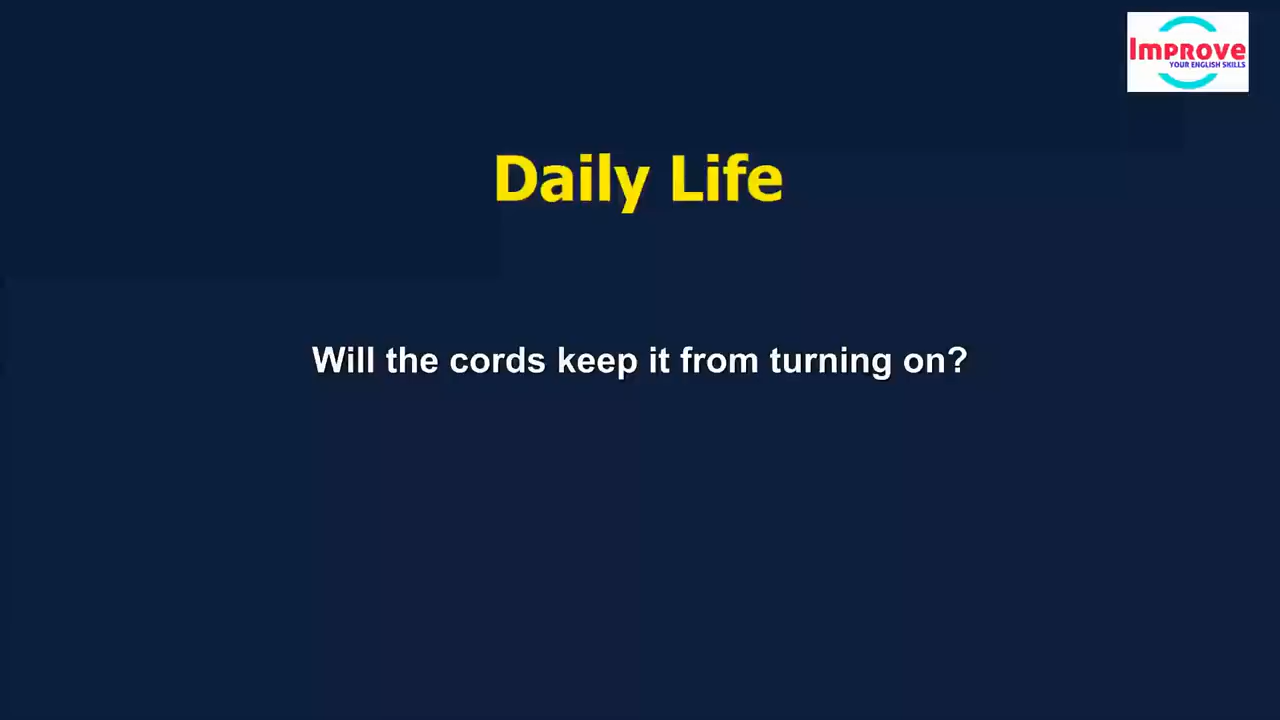 Improve
YOUR ENGLISH SKILLS
Daily Life
Will the cords keep it from turning on?